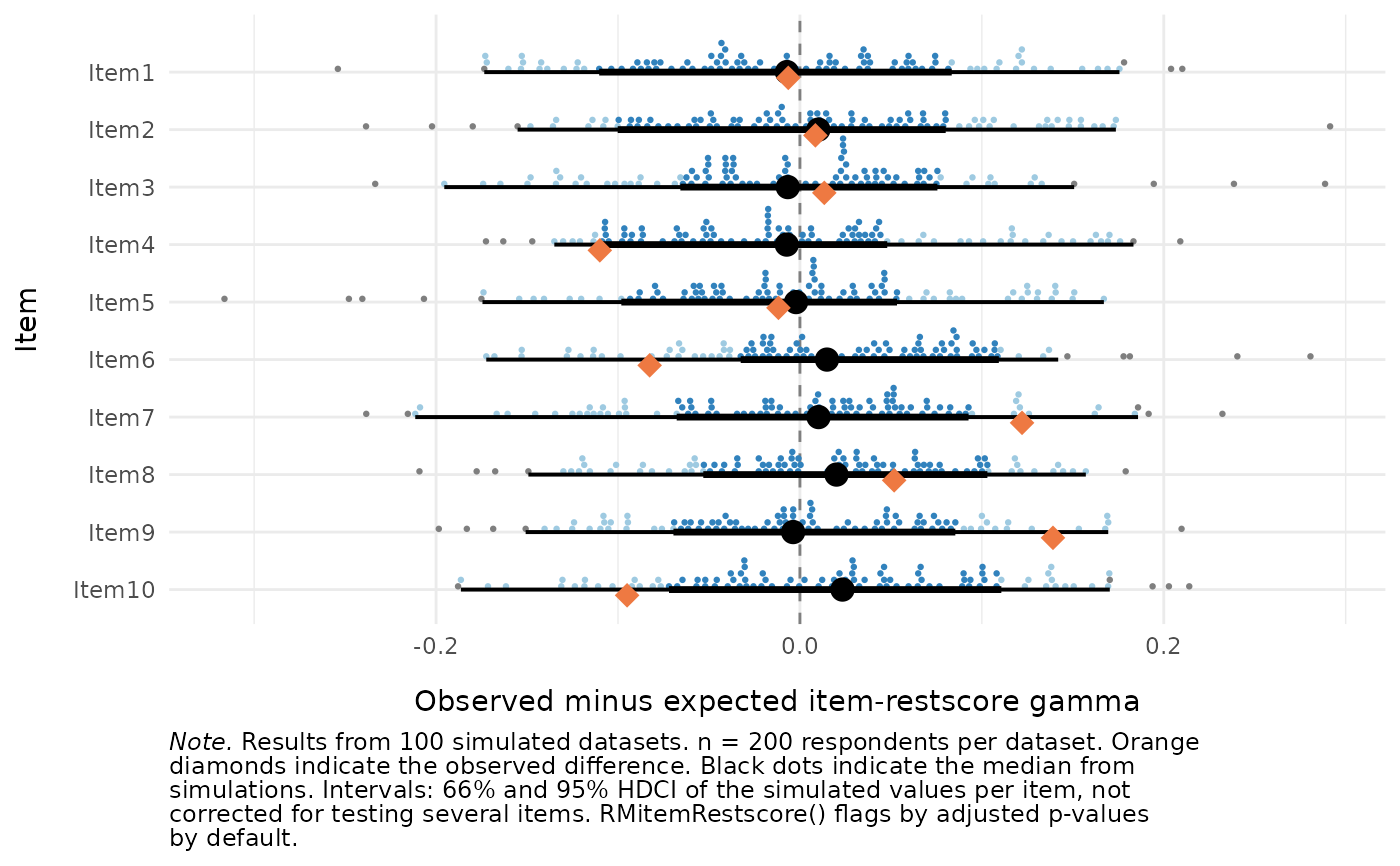 Item
Item1
Item2
Item3
Item4
Item5
Item6
Item7
Item8
Item9
Item10
-0.2
0.0
0.2
Observed minus expected item-restscore gamma
Note. Results from 100 simulated datasets. n = 200 respondents per dataset. Orange
diamonds indicate the observed difference. Black dots indicate the median from
simulations. Intervals: 66% and 95% HDCI of the simulated values per item, not
corrected for testing several items. RMitemRestscore() flags by adjusted p-values
by default.